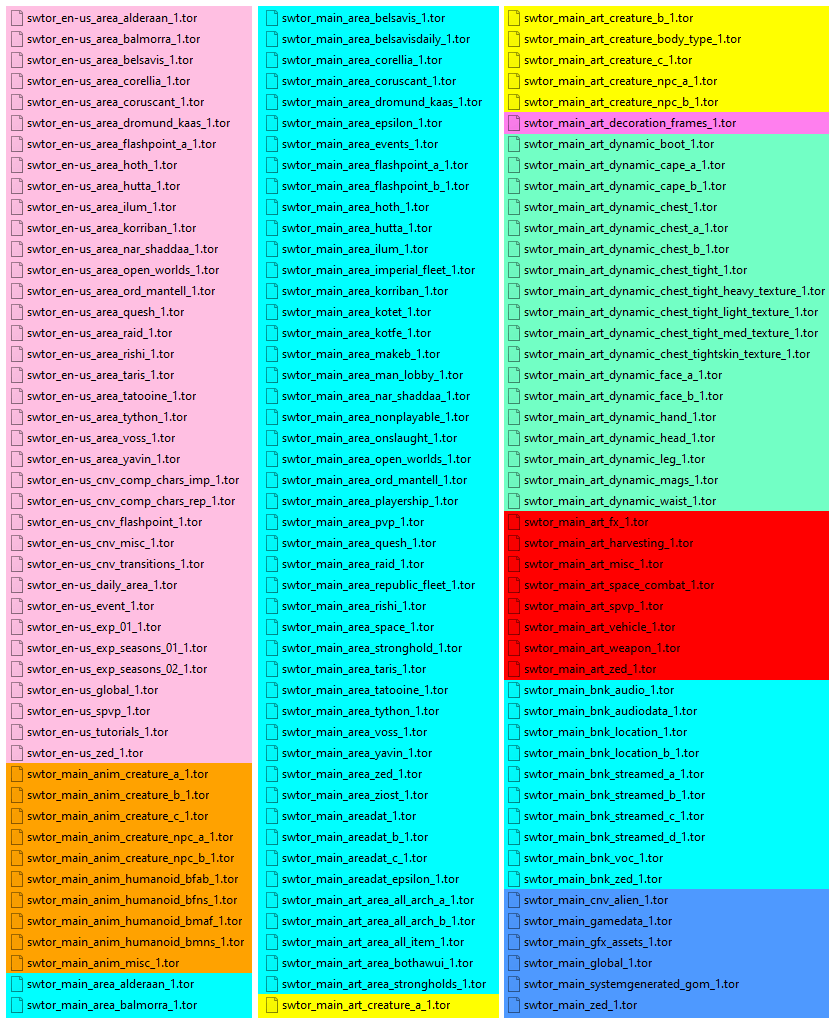 swtor_en-us_area_alderaan_1.tor
swtor_en-us_area_balmorra_1.tor
swtor_en-us_area_belsavis_1.tor
swtor_en-us_area_corellia_1.tor
swtor_en-us_area_coruscant_1.tor
swtor_en-us_area_dromund_kaas_1.tor
swtor_en-us_area_flashpoint_a_1.tor
swtor_en-us_area_hoth_1.tor
swtor_en-us_area_hutta_1.tor
swtor_en-us_area_ilum_1.tor
swtor_en-us_area_korriban_1.tor
swtor_en-us_area_nar_shaddaa_1.tor
swtor_en-us_area_open_worlds_1.tor
swtor_en-us_area_ord_mantell_1.tor
swtor_en-us_area_quesh_1.tor
swtor_en-us_area_raid_1.tor
swtor_en-us_area_rishi_1.tor
swtor_en-us_area_taris_1.tor
swtor_en-us_area_tatooine_1.tor
swtor_en-us_area_tython_1.tor
swtor_en-us_area_voss_1.tor
swtor_en-us_area_yavin_1.tor
swtor_en-us_cnv_comp_chars_imp_1.tor
swtor_en-us_cnv_comp_chars_rep_1.tor
swtor_en-us_cnv_flashpoint_1.tor
swtor_en-us_cnv_misc_1.tor
swtor_en-us_cnv_transitions_1.tor
swtor_en-us_daily_area_1.tor
swtor_en-us_event_1.tor
swtor_en-us_exp_01_1.tor
swtor_en-us_exp_seasons_01_1.tor
swtor_en-us_exp_seasons_02_1.tor
swtor_en-us_global_1.tor
swtor_en-us_spvp_1.tor
swtor_en-us_tutorials_1.tor
swtor_en-us_zed_1.tor
swtor_main_anim_creature_a_1.tor
swtor_main_anim_creature_b_1.tor
swtor_main_anim_creature_c_1.tor
swtor_main_anim_creature_npc_a_1.tor
swtor_main_anim_creature_npc_b_1.tor
swtor_main_anim_humanoid_bfab_1.tor
swtor_main_anim_humanoid_bfns_1.tor
swtor_main_anim_humanoid_bmaf_1.tor
swtor_main_anim_humanoid_bmns_1.tor
swtor_main_anim_misc_1.tor
swtor_main_area_alderaan_1.tor
swtor_main_area_balmorra_1.tor
swtor_main_area_belsavis_1.tor
swtor_main_area_belsavisdaily_1.tor
swtor_main_area_corellia_1.tor
swtor_main_area_coruscant_1.tor
swtor_main_area_dromund_kaas_1.tor
swtor_main_area_epsilon_1.tor
swtor_main_area_events_1.tor
swtor_main_area_flashpoint_a_1.tor
swtor_main_area_flashpoint_b_1.tor
swtor_main_area_hoth_1.tor
swtor_main_area_hutta_1.tor
swtor_main_area_ilum_1.tor
swtor_main_area_imperial_fleet_1.tor
swtor_main_area_korriban_1.tor
swtor_main_area_kotet_1.tor
swtor_main_area_kotfe_1.tor
swtor_main_area_makeb_1.tor
swtor_main_area_man_lobby_1.tor
swtor_main_area_nar_shaddaa_1.tor
swtor_main_area_nonplayable_1.tor
swtor_main_area_onslaught_1.tor
swtor_main_area_open_worlds_1.tor
swtor_main_area_ord_mantell_1.tor
swtor_main_area_playership_1.tor
swtor_main_area_pvp_1.tor
swtor_main_area_quesh_1.tor
swtor_main_area_raid_1.tor
swtor_main_area_republic_fleet_1.tor
swtor_main_area_rishi_1.tor
swtor_main_area_space_1.tor
swtor_main_area_stronghold_1.tor
swtor_main_area_taris_1.tor
swtor_main_area_tatooine_1.tor
swtor_main_area_tython_1.tor
swtor_main_area_voss_1.tor
swtor_main_area_yavin_1.tor
swtor_main_area_zed_1.tor
swtor_main_area_ziost_1.tor
swtor_main_areadat_1.tor
swtor_main_areadat_b_1.tor
swtor_main_areadat_c_1.tor
swtor_main_areadat_epsilon_1.tor
swtor_main_art_area_all_arch_a_1.tor
swtor_main_art_area_all_arch_b_1.tor
swtor_main_art_area_all_item_1.tor
swtor_main_art_area_bothawui_1.tor
swtor_main_art_area_strongholds_1.tor
swtor_main_art_creature_a_1.tor
swtor_main_art_creature_b_1.tor
swtor_main_art_creature_body_type_1.tor
swtor_main_art_creature_c_1.tor
swtor_main_art_creature_npc_a_1.tor
swtor_main_art_creature_npc_b_1.tor
swtor_main_art_decoration_frames_1.tor
swtor_main_art_dynamic_boot_1.tor
swtor_main_art_dynamic_cape_a_1.tor
swtor_main_art_dynamic_cape_b_1.tor
swtor_main_art_dynamic_chest_1.tor
swtor_main_art_dynamic_chest_a_1.tor
swtor_main_art_dynamic_chest_b_1.tor
swtor_main_art_dynamic_chest_tight_1.tor
swtor_main_art_dynamic_chest_tight_heavy_texture_1.tor
swtor_main_art_dynamic_chest_tight_light_texture_1.tor
swtor_main_art_dynamic_chest_tight_med_texture_1.tor
swtor_main_art_dynamic_chest_tightskin_texture_1.tor
swtor_main_art_dynamic_face_a_1.tor
swtor_main_art_dynamic_face_b_1.tor
swtor_main_art_dynamic_hand_1.tor
swtor_main_art_dynamic_head_1.tor
swtor_main_art_dynamic_leg_1.tor
swtor_main_art_dynamic_mags_1.tor
swtor_main_art_dynamic_waist_1.tor
swtor_main_art_fx_1.tor
swtor_main_art_harvesting_1.tor
swtor_main_art_misc_1.tor
swtor_main_art_space_combat_1.tor
swtor_main_art_spvp_1.tor
swtor_main_art_vehicle_1.tor
swtor_main_art_weapon_1.tor
swtor_main_art_zed_1.tor
swtor_main_bnk_audio_1.tor
swtor_main_bnk_audiodata_1.tor
swtor_main_bnk_location_1.tor
swtor_main_bnk_location_b_1.tor
swtor_main_bnk_streamed_a_1.tor
swtor_main_bnk_streamed_b_1.tor
swtor_main_bnk_streamed_c_1.tor
swtor_main_bnk_streamed_d_1.tor
swtor_main_bnk_voc_1.tor
swtor_main_bnk_zed_1.tor
swtor_main_cnv_alien_1.tor
swtor_main_gamedata_1.tor
swtor_main_gfx_assets_1.tor
swtor_main_global_1.tor
swtor_main_systemgenerated_gom_1.tor
swtor_main_zed_1.tor